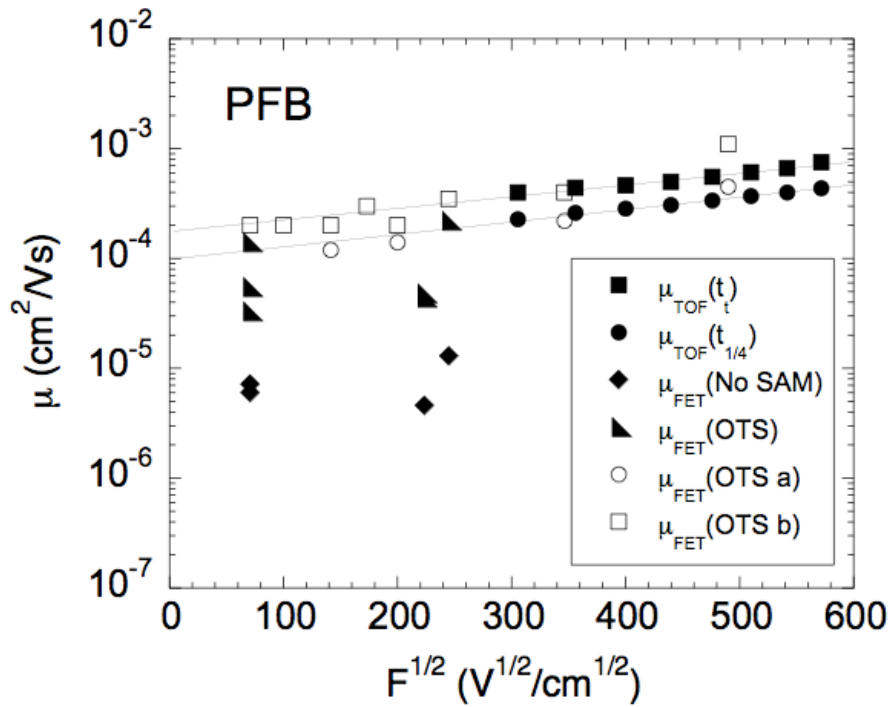 10⁻²
PFB
10⁻³
10⁻⁴
10⁻⁵
10⁻⁶
10⁻⁷
μ (cm²/Vs)
μ_TOF(t_t)
μ_TOF(t_1/4)
μ_FET(No SAM)
μ_FET(OTS)
μ_FET(OTS a)
μ_FET(OTS b)
0 100 200 300 400 500 600
F^1/2 (V^1/2/cm^1/2)